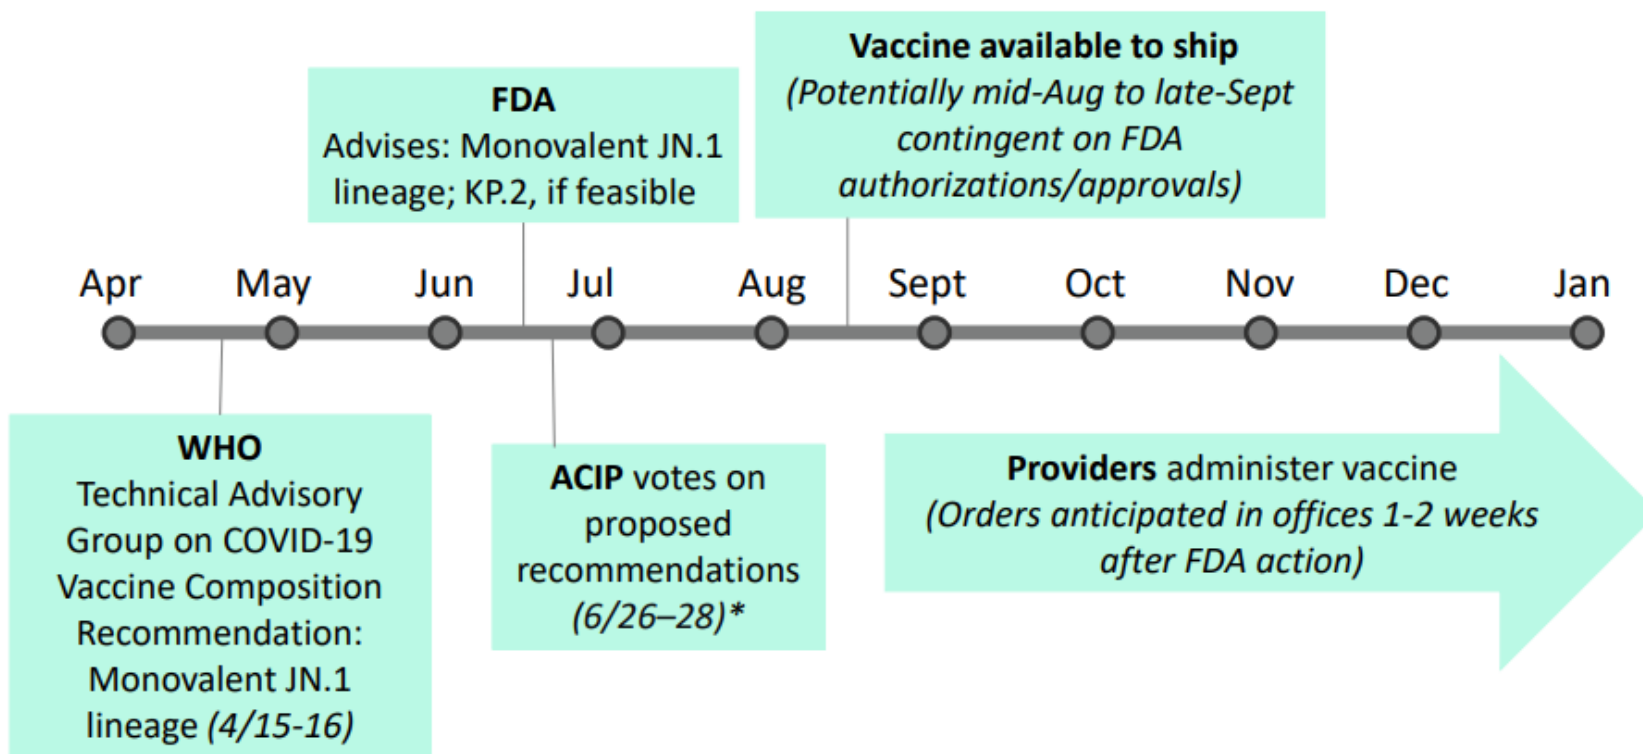 FDA
Advises: Monovalent JN.1
lineage; KP.2, if feasible
Vaccine available to ship
(Potentially mid-Aug to late-Sept
contingent on FDA
authorizations/approvals)
Apr May Jun Jul Aug Sept Oct Nov Dec Jan
WHO
Technical Advisory
Group on COVID-19
Vaccine Composition
Recommendation:
Monovalent JN.1
lineage (4/15-16)
ACIP votes on
proposed
recommendations
(6/26–28)*
Providers administer vaccine
(Orders anticipated in offices 1-2 weeks
after FDA action)